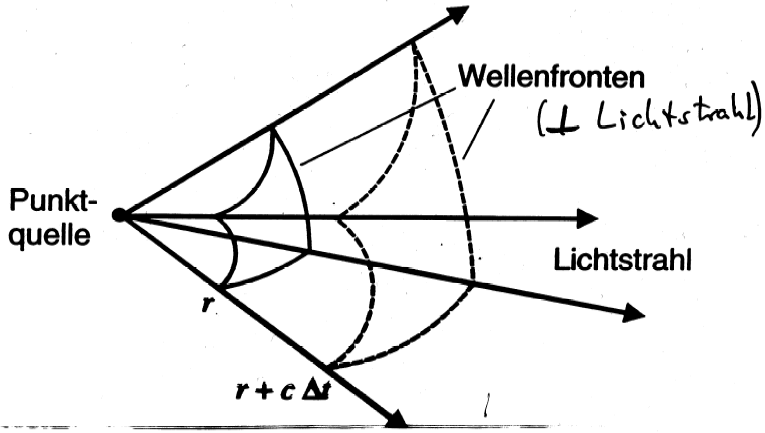 Wellenfronten
(⊥ Lichtstrahl)
Punkt-
quelle
Lichtstrahl
r
r + c Δt